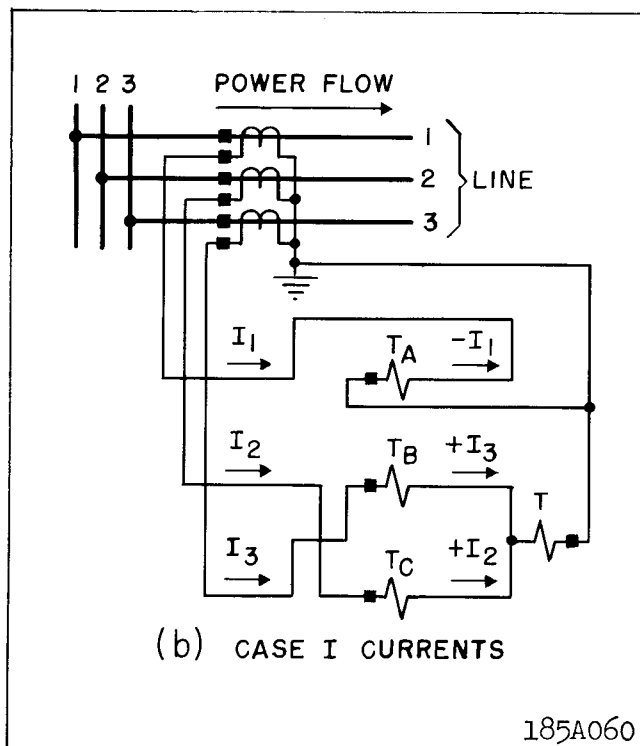 POWER FLOW
1 2 3
1
2 LINE
3
I1
TA -I1
I2
TB +I3
T
I3
TC +I2
(b) CASE I CURRENTS
185A060